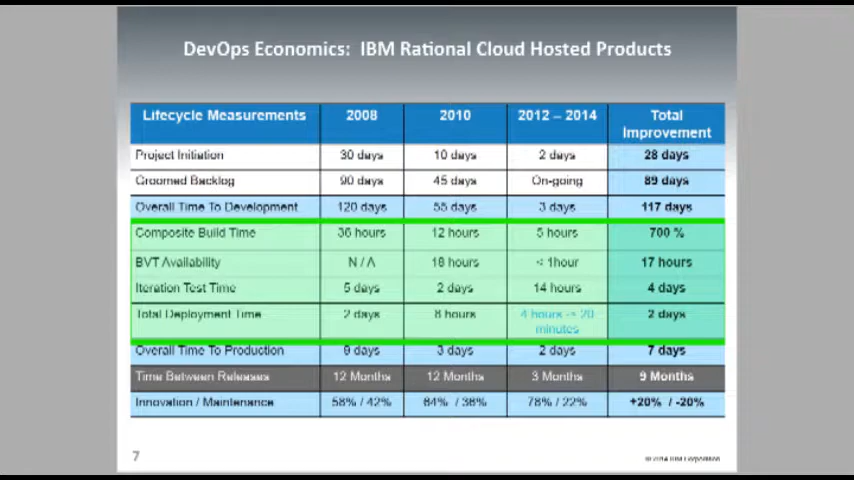 DevOps Economics: IBM Rational Cloud Hosted Products
Lifecycle Measurements 2008 2010 2012 – 2014 Total Improvement
Project Initiation 30 days 10 days 2 days 28 days
Groomed Backlog 90 days 45 days On-going 89 days
Overall Time To Development 120 days 55 days 3 days 117 days
Composite Build Time 36 hours 12 hours 5 hours 700 %
BVT Availability N / A 18 hours < 1hour 17 hours
Iteration Test Time 5 days 2 days 14 hours 4 days
Total Deployment Time 2 days 8 hours 4 hours -> 20 minutes 2 days
Overall Time To Production 9 days 3 days 2 days 7 days
Time Between Releases 12 Months 12 Months 3 Months 9 Months
Innovation / Maintenance 58% / 42% 64% / 36% 78% / 22% +20% / -20%
7
© 2014 IBM Corporation